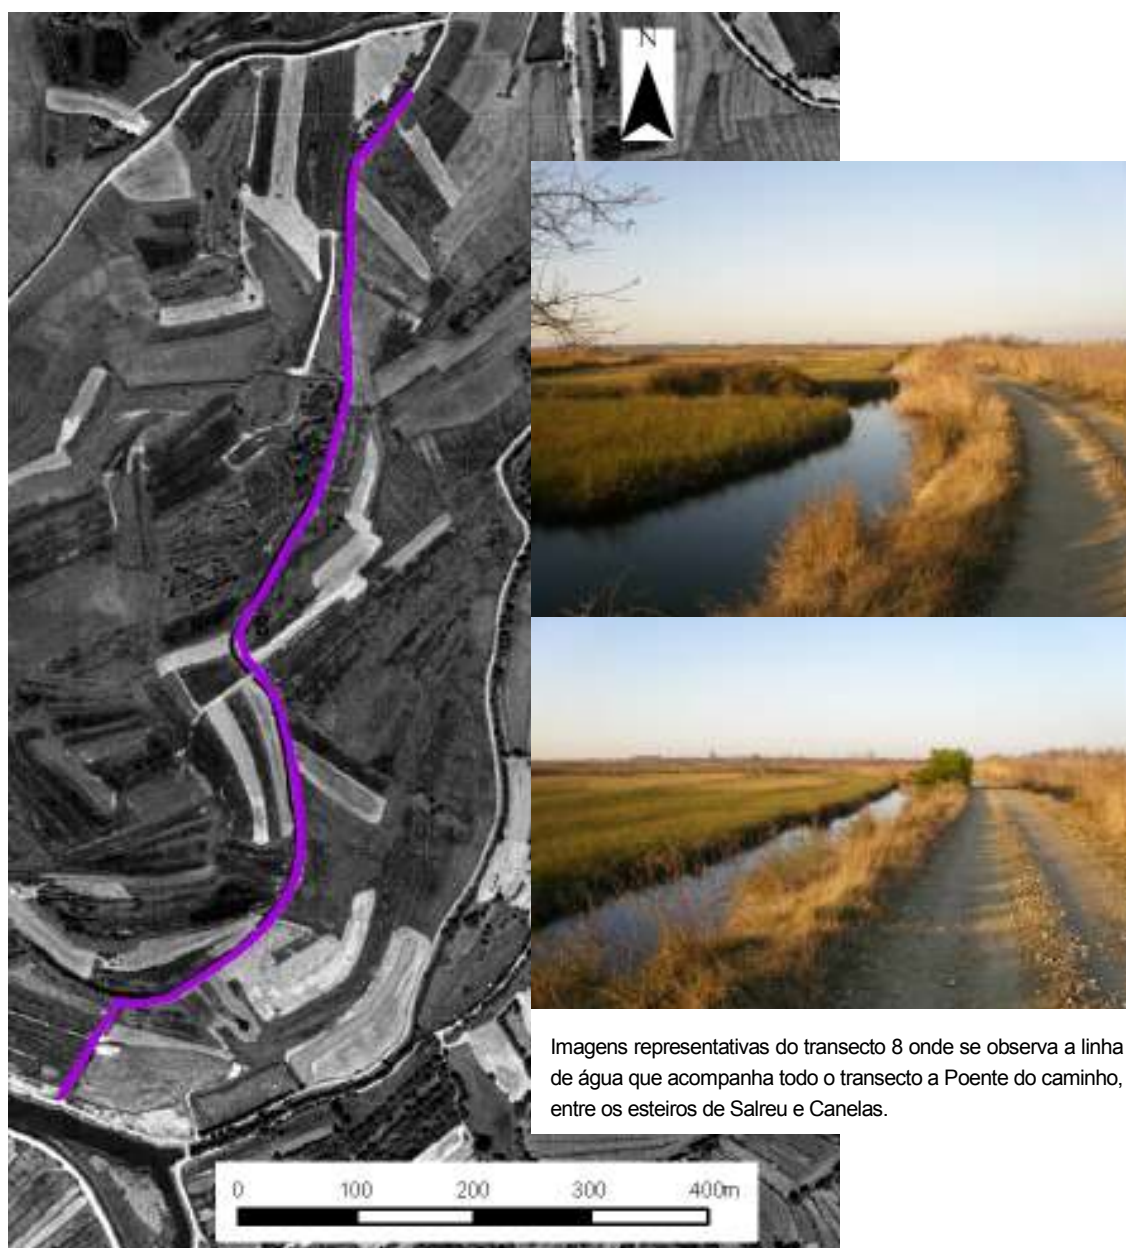 N
Imagens representativas do transecto 8 onde se observa a linha
de água que acompanha todo o transecto a Poente do caminho,
entre os esteiros de Salreu e Canelas.
0 100 200 300 400m